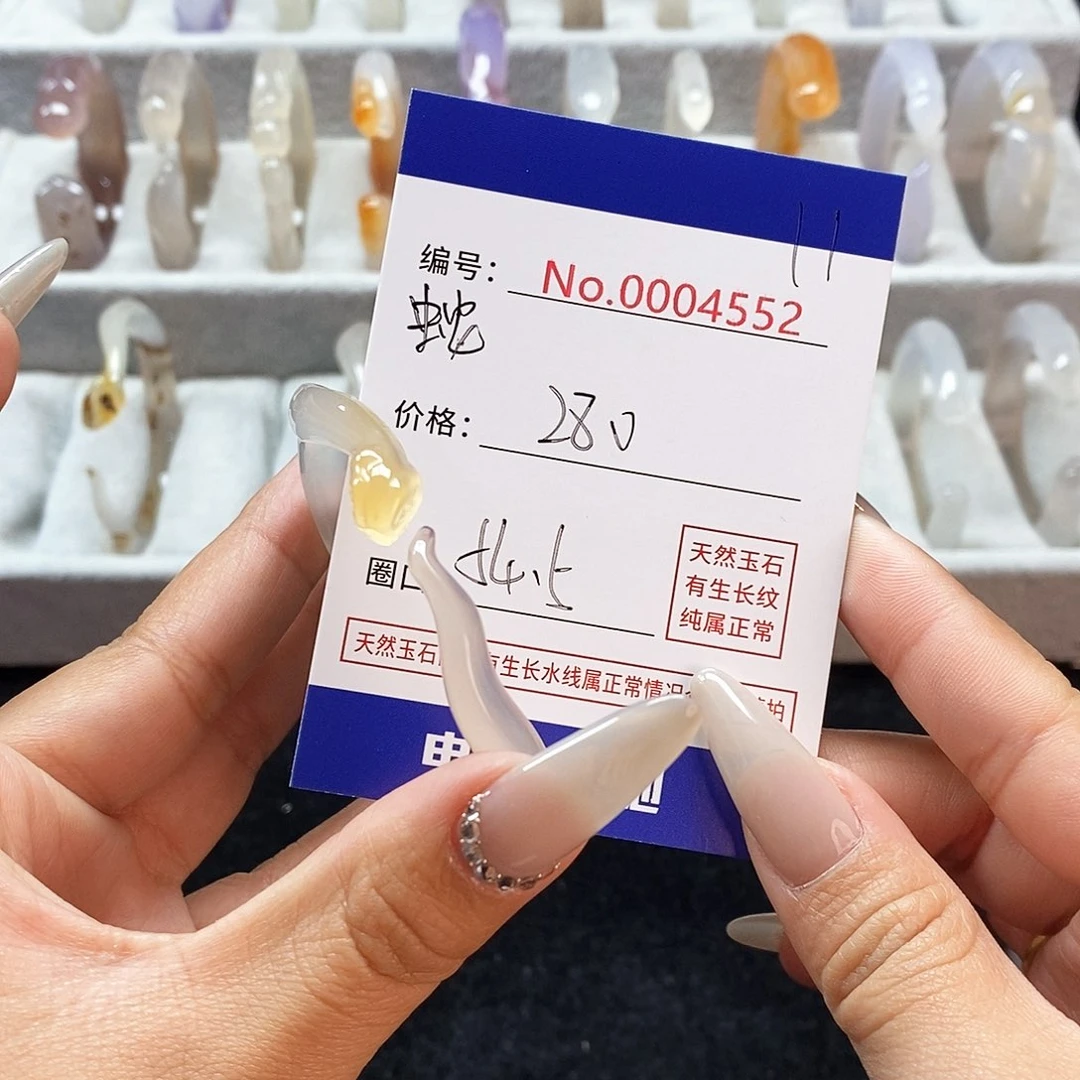 11
编号: No.0004552
蛇
价格: 280
圈口 54.5
天然玉石
有生长纹
纯属正常
天然玉石 有生长水线属正常情况 拍